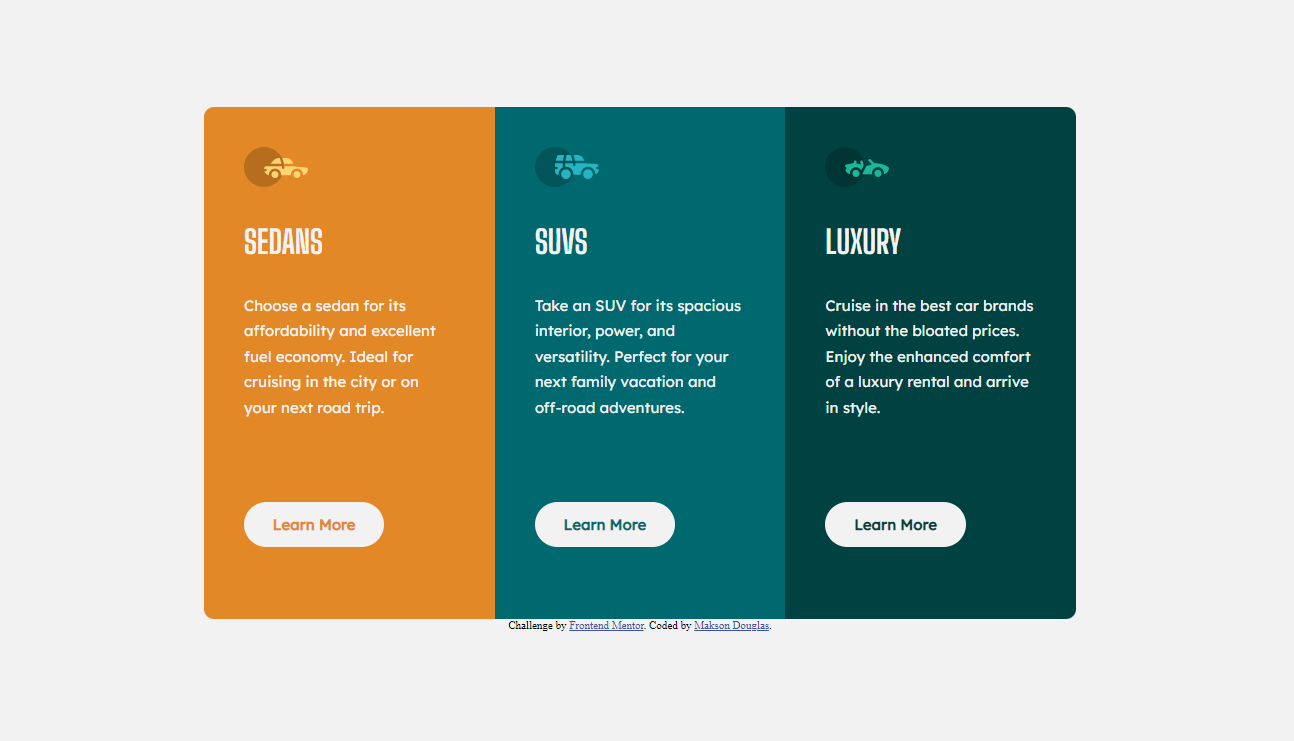 SEDANS
Choose a sedan for its
affordability and excellent
fuel economy. Ideal for
cruising in the city or on
your next road trip.
Learn More
SUVS
Take an SUV for its spacious
interior, power, and
versatility. Perfect for your
next family vacation and
off-road adventures.
Learn More
LUXURY
Cruise in the best car brands
without the bloated prices.
Enjoy the enhanced comfort
of a luxury rental and arrive
in style.
Learn More
Challenge by Frontend Mentor. Coded by Makson Douglas.